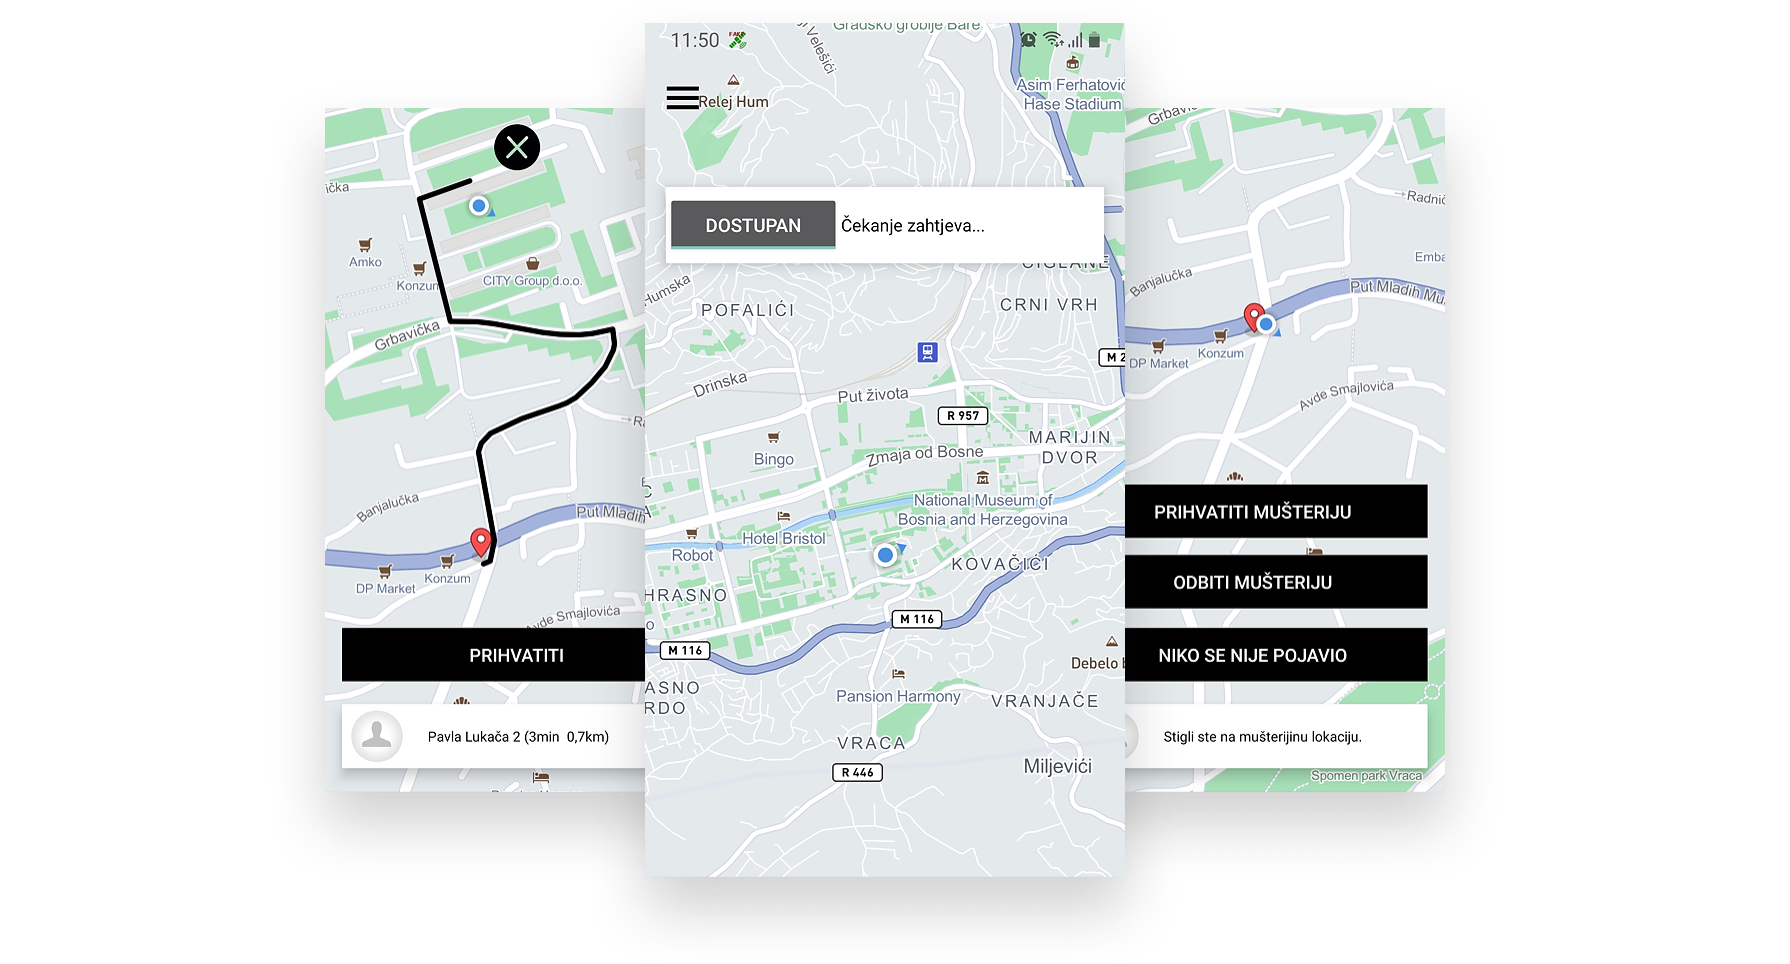 ička
Amko
Konzum
CITY Group d.o.o.
Grbavička
Banjalučka
Put Mladih
DP Market
Konzum
Avde Smajlovića
PRIHVATITI
Pavla Lukača 2 (3min 0,7km)
Gradsko groblje Bare
11:50
FAKE
Velešići
Relej Hum
Asim Ferhatović
Hase Stadium
DOSTUPAN
Čekanje zahtjeva...
CIGLANE
Humska
POFALIĆI
CRNI VRH
M 2
Drinska
Put života
R 957
MARIJIN
DVOR
Bingo
Zmaja od Bosne
National Museum of
Bosnia and Herzegovina
Hotel Bristol
Robot
KOVAČIĆI
HRASNO
M 116
M 116
Debelo b
ASNO
RDO
Pansion Harmony
VRANJAČE
VRACA
R 446
Miljevići
Grbavička
Radnič
Emba
Banjalučka
Put Mladih Mu
DP Market
Konzum
Avde Smajlovića
PRIHVATITI MUŠTERIJU
ODBITI MUŠTERIJU
NIKO SE NIJE POJAVIO
Stigli ste na mušterijinu lokaciju.
Spomen park Vraca